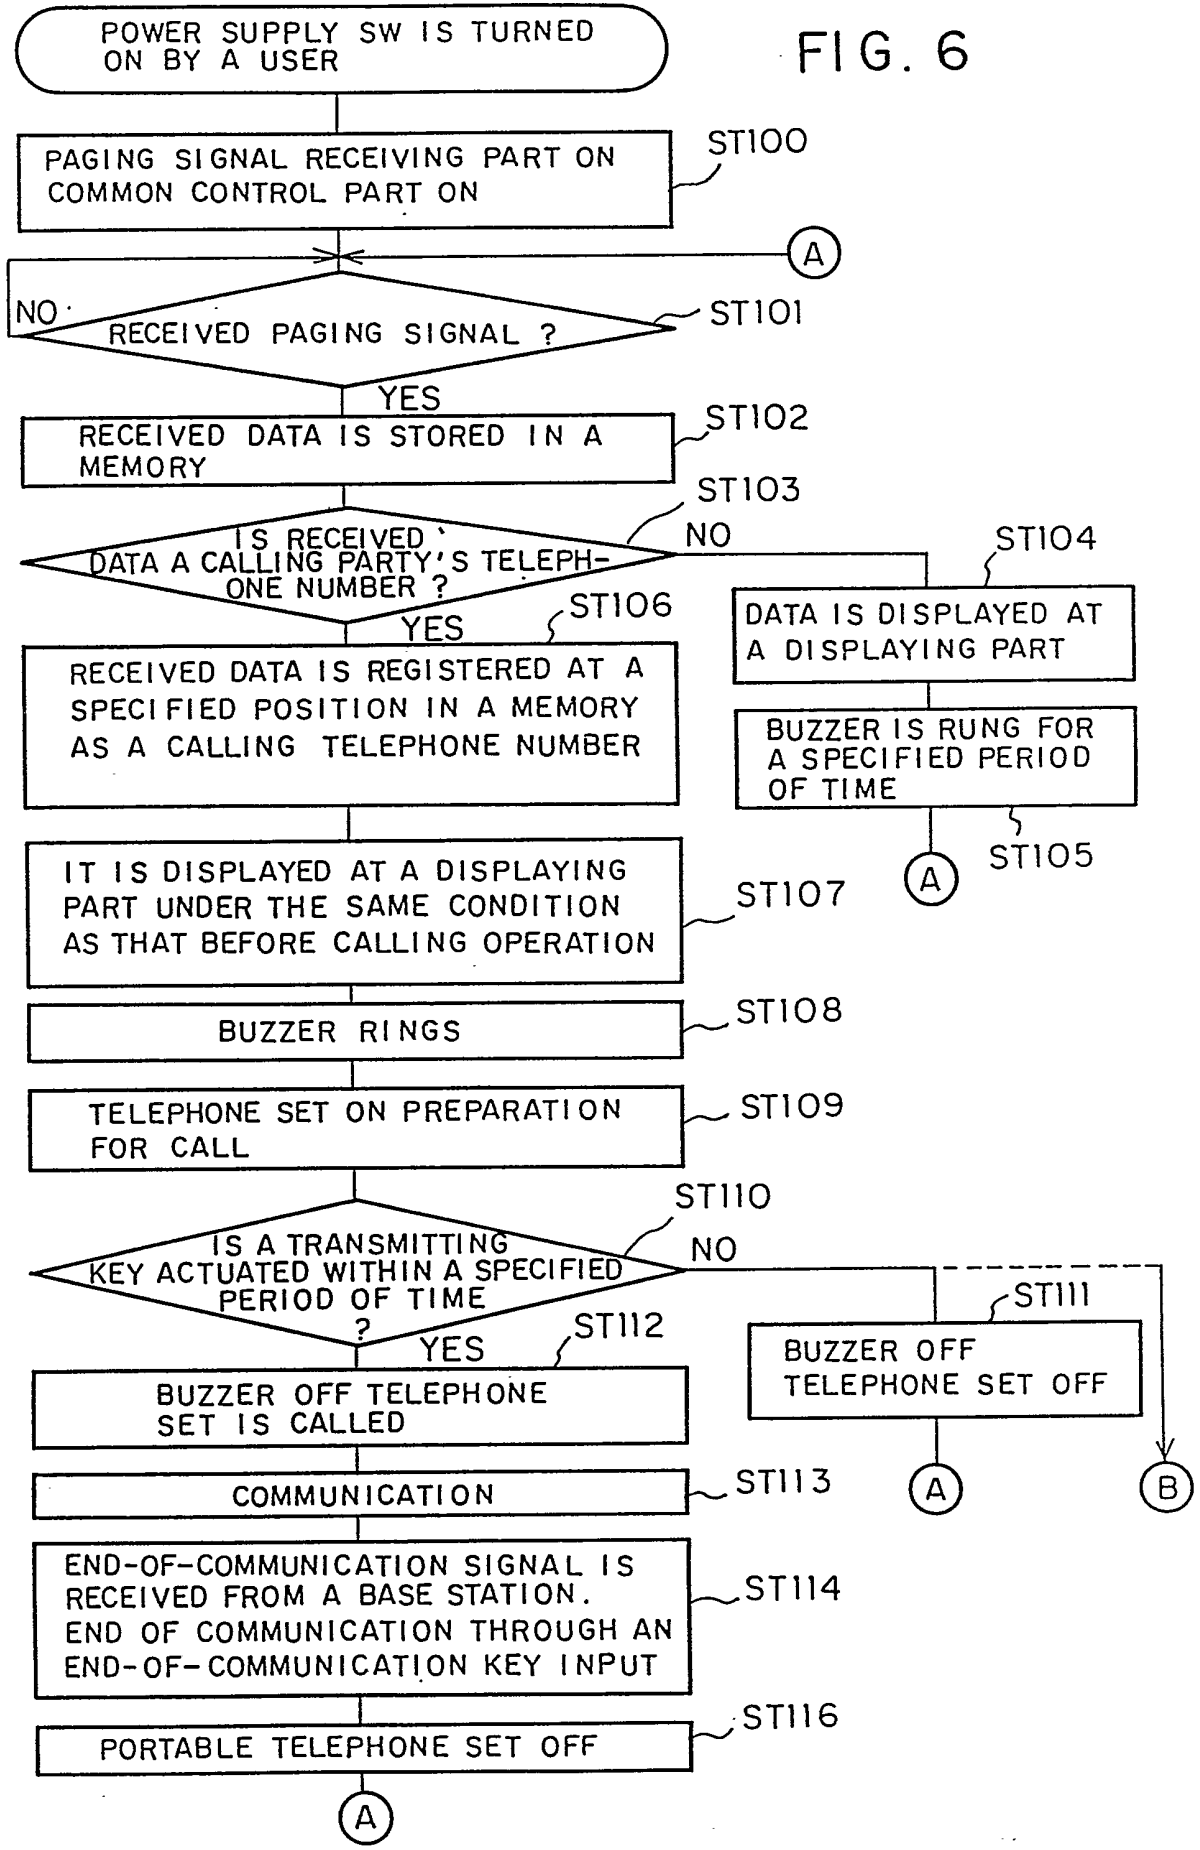 FIG. 6
POWER SUPPLY SW IS TURNED
ON BY A USER
ST100
PAGING SIGNAL RECEIVING PART ON
COMMON CONTROL PART ON
A
NO
ST101
RECEIVED PAGING SIGNAL ?
YES
ST102
RECEIVED DATA IS STORED IN A
MEMORY
ST103
IS RECEIVED
DATA A CALLING PARTY'S TELEPH-
ONE NUMBER ?
NO
ST104
DATA IS DISPLAYED AT
A DISPLAYING PART
BUZZER IS RUNG FOR
A SPECIFIED PERIOD
OF TIME
ST105
A
YES
ST106
RECEIVED DATA IS REGISTERED AT A
SPECIFIED POSITION IN A MEMORY
AS A CALLING TELEPHONE NUMBER
IT IS DISPLAYED AT A DISPLAYING
PART UNDER THE SAME CONDITION
AS THAT BEFORE CALLING OPERATION
ST107
BUZZER RINGS
ST108
TELEPHONE SET ON PREPARATION
FOR CALL
ST109
ST110
IS A TRANSMITTING
KEY ACTUATED WITHIN A SPECIFIED
PERIOD OF TIME
?
NO
ST111
BUZZER OFF
TELEPHONE SET OFF
A
B
YES
ST112
BUZZER OFF TELEPHONE
SET IS CALLED
COMMUNICATION
ST113
END-OF-COMMUNICATION SIGNAL IS
RECEIVED FROM A BASE STATION.
END OF COMMUNICATION THROUGH AN
END-OF-COMMUNICATION KEY INPUT
ST114
PORTABLE TELEPHONE SET OFF
ST116
A